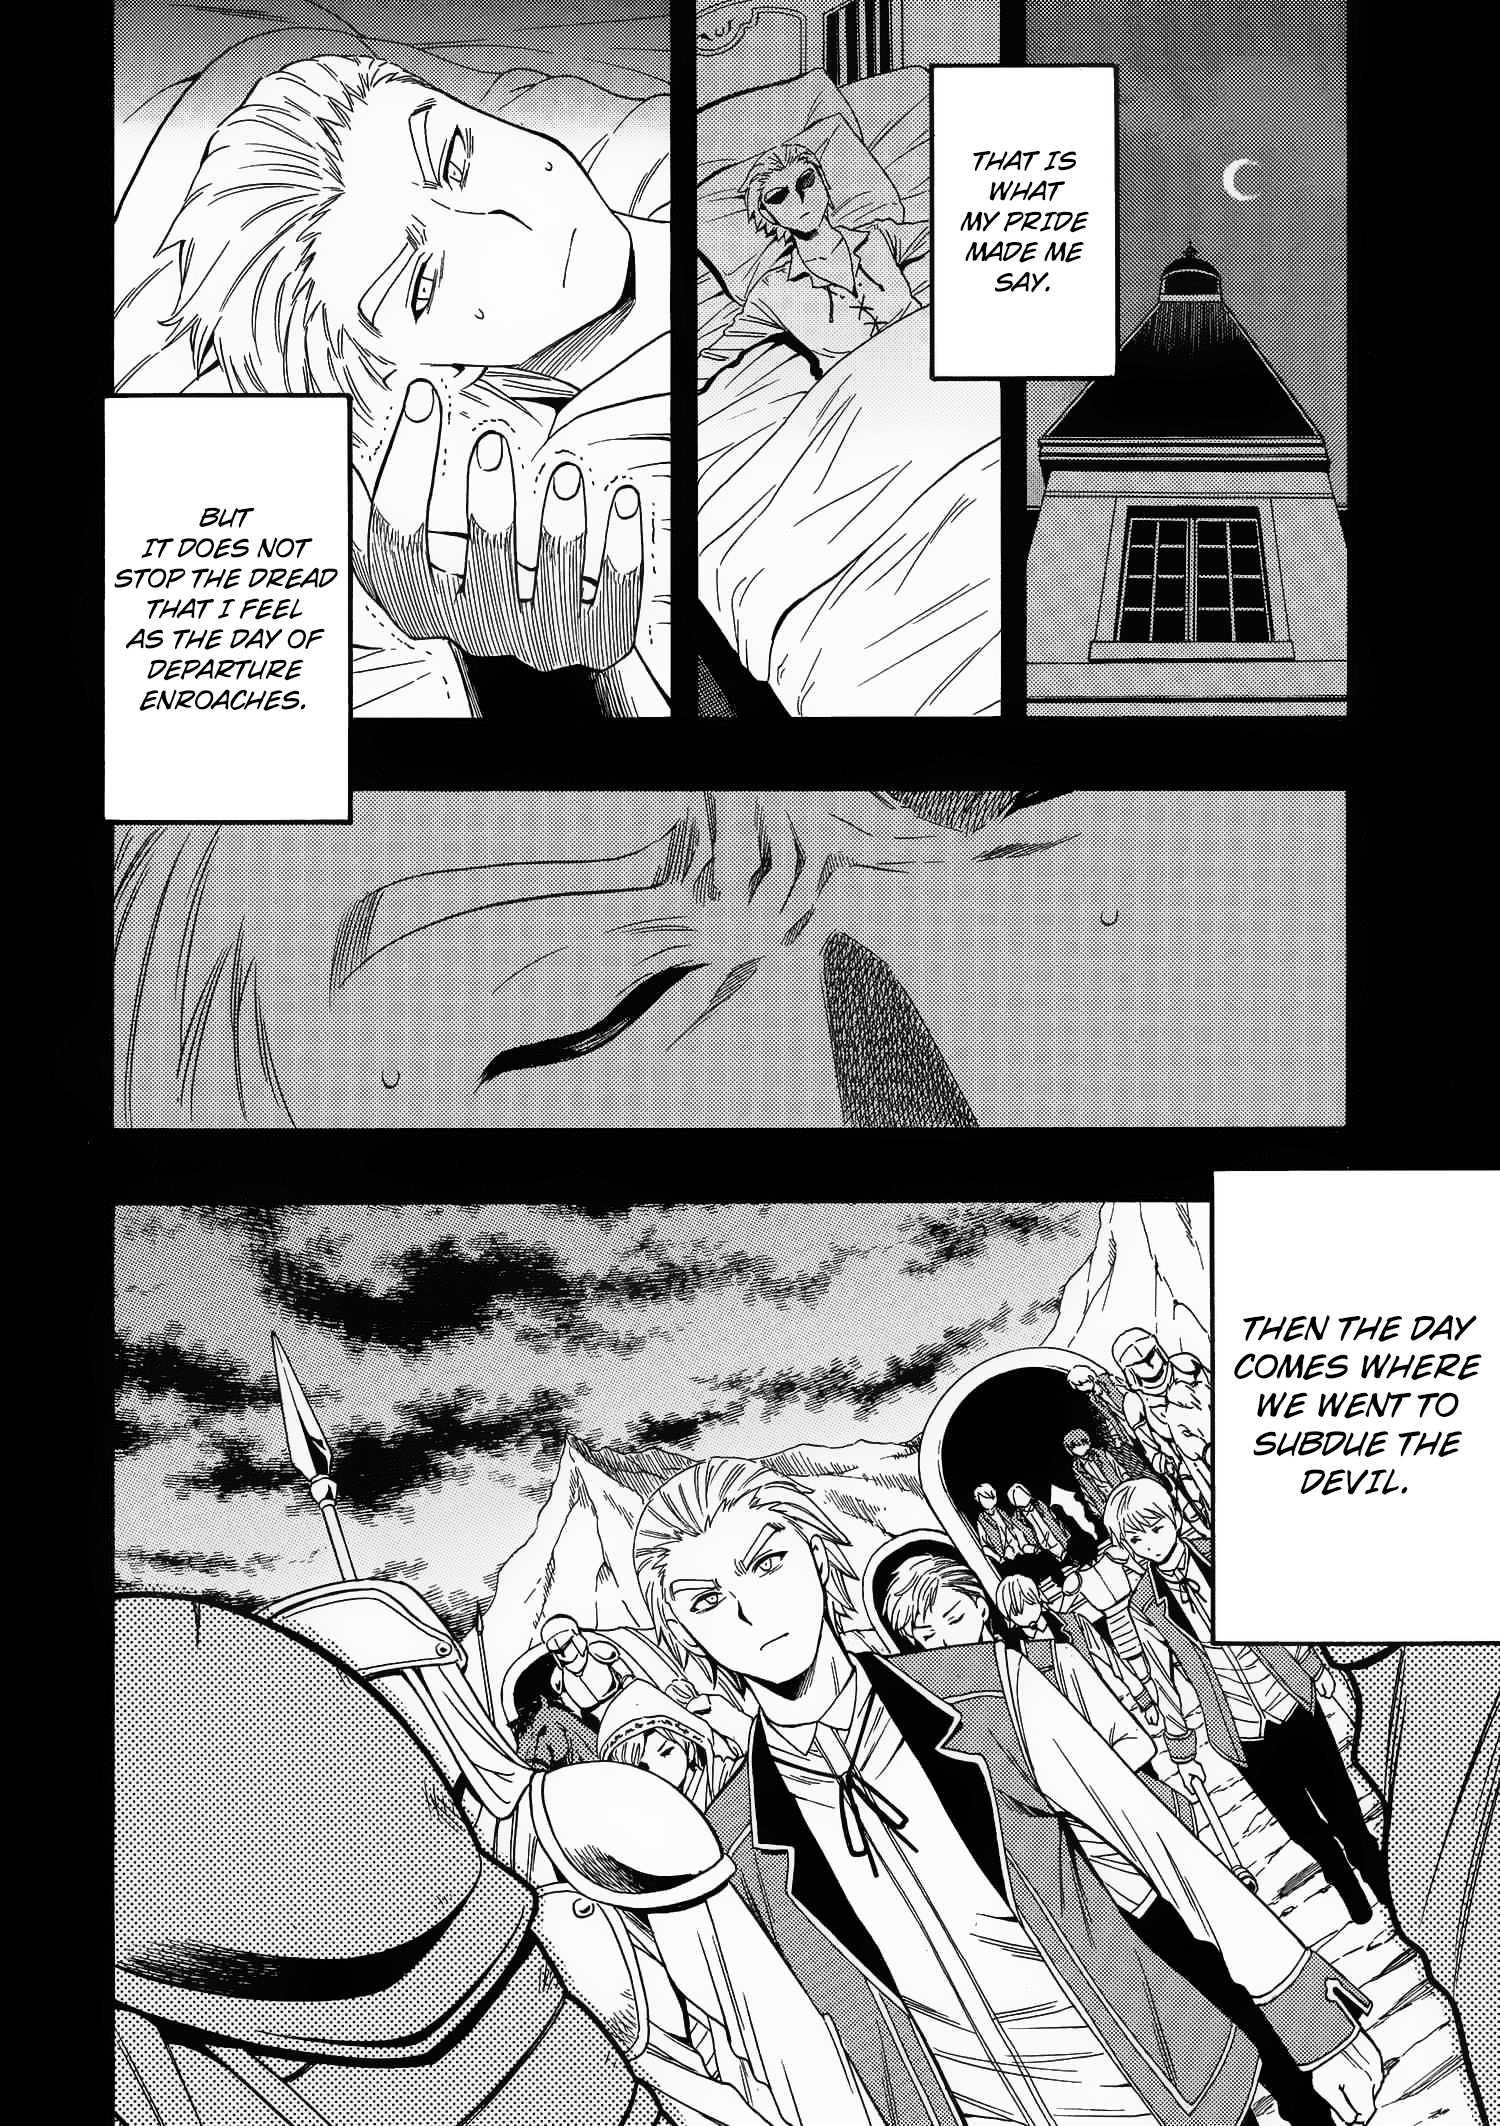 THAT IS
WHAT
MY PRIDE
MADE ME
SAY.
BUT
IT DOES NOT
STOP THE DREAD
THAT I FEEL
AS THE DAY OF
DEPARTURE
ENROACHES.
THEN THE DAY
COMES WHERE
WE WENT TO
SUBDUE THE
DEVIL.